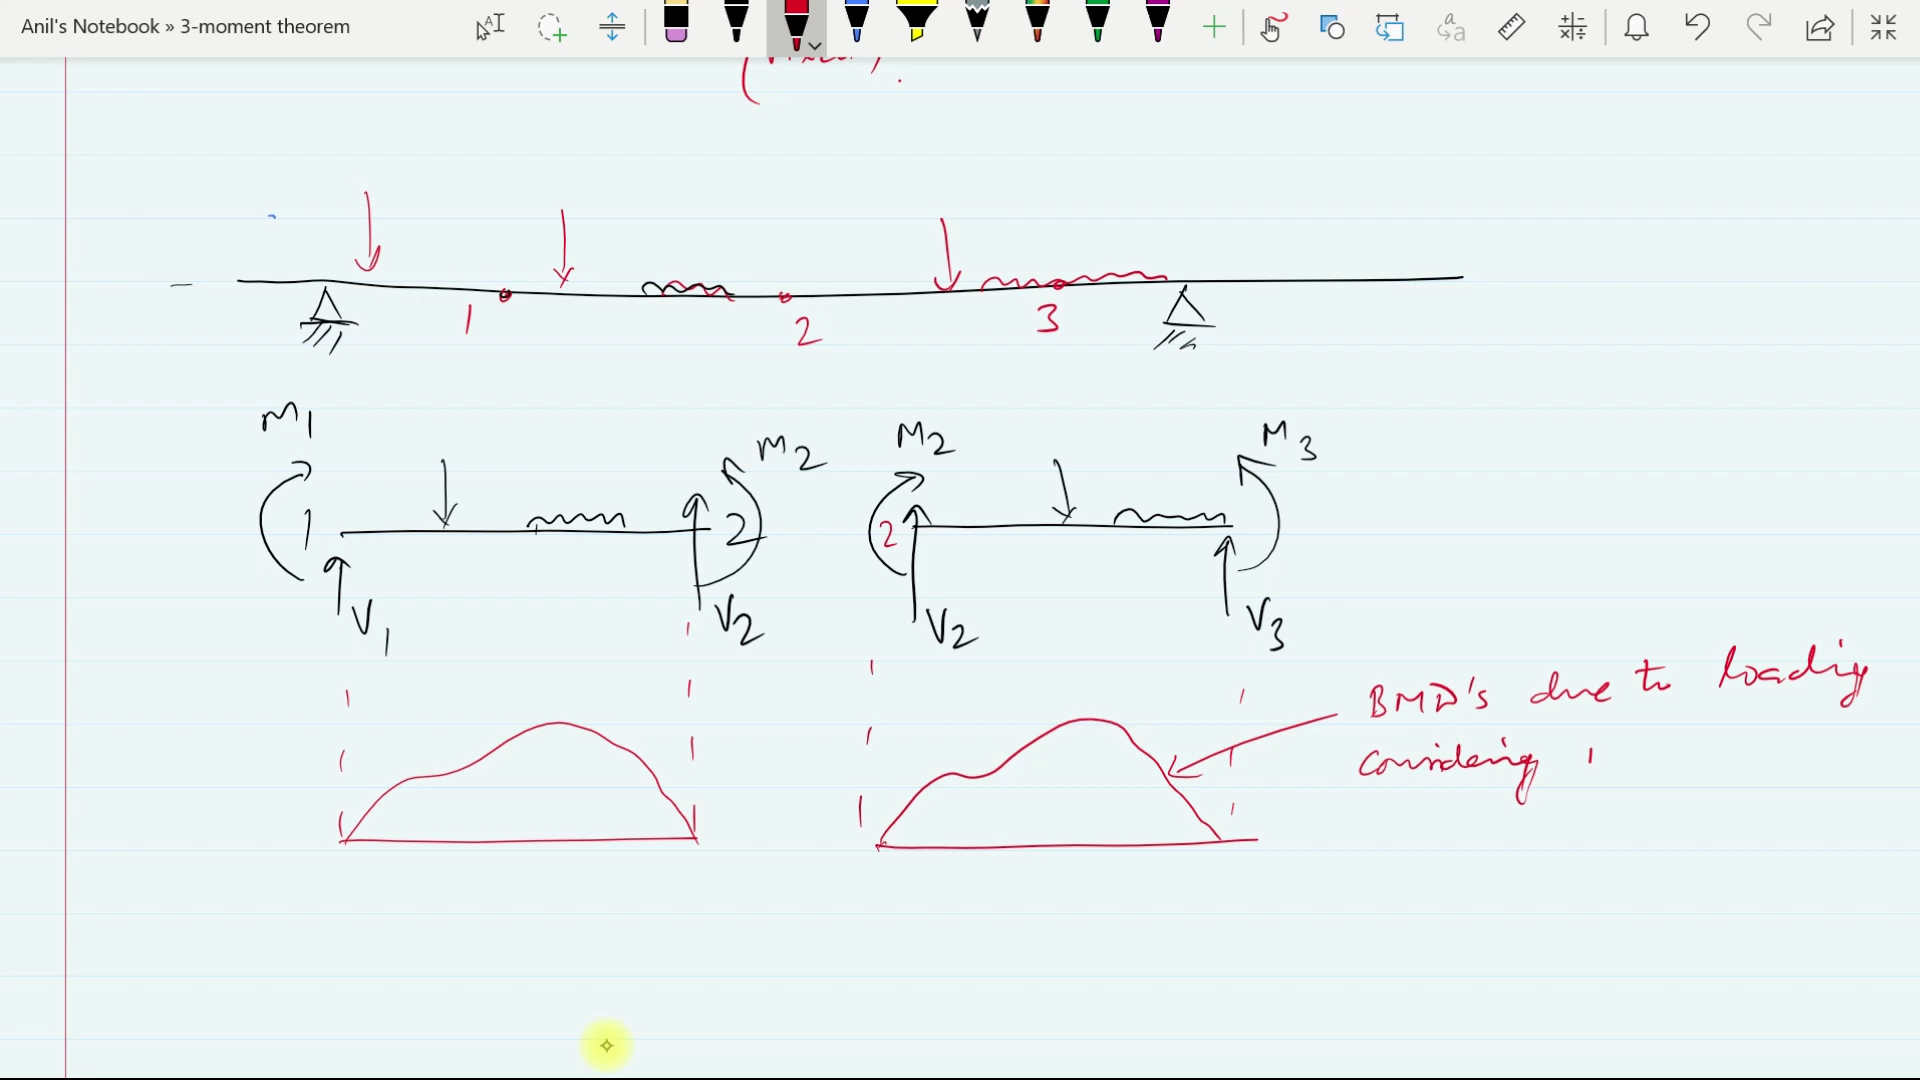 Anil's Notebook » 3-moment theorem
1
2
3
M1
M2
M2
M3
1
2
2
V1
V2
V2
V3
BMD's due to loading
considering